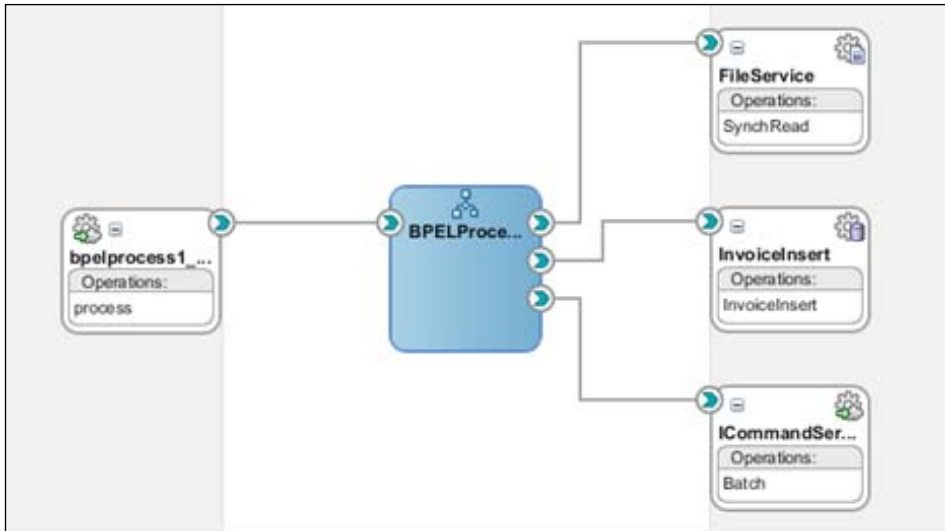 bpelprocess1_...
Operations:
process
BPELProce...
FileService
Operations:
SynchRead
InvoiceInsert
Operations:
InvoiceInsert
ICommandSer...
Operations:
Batch